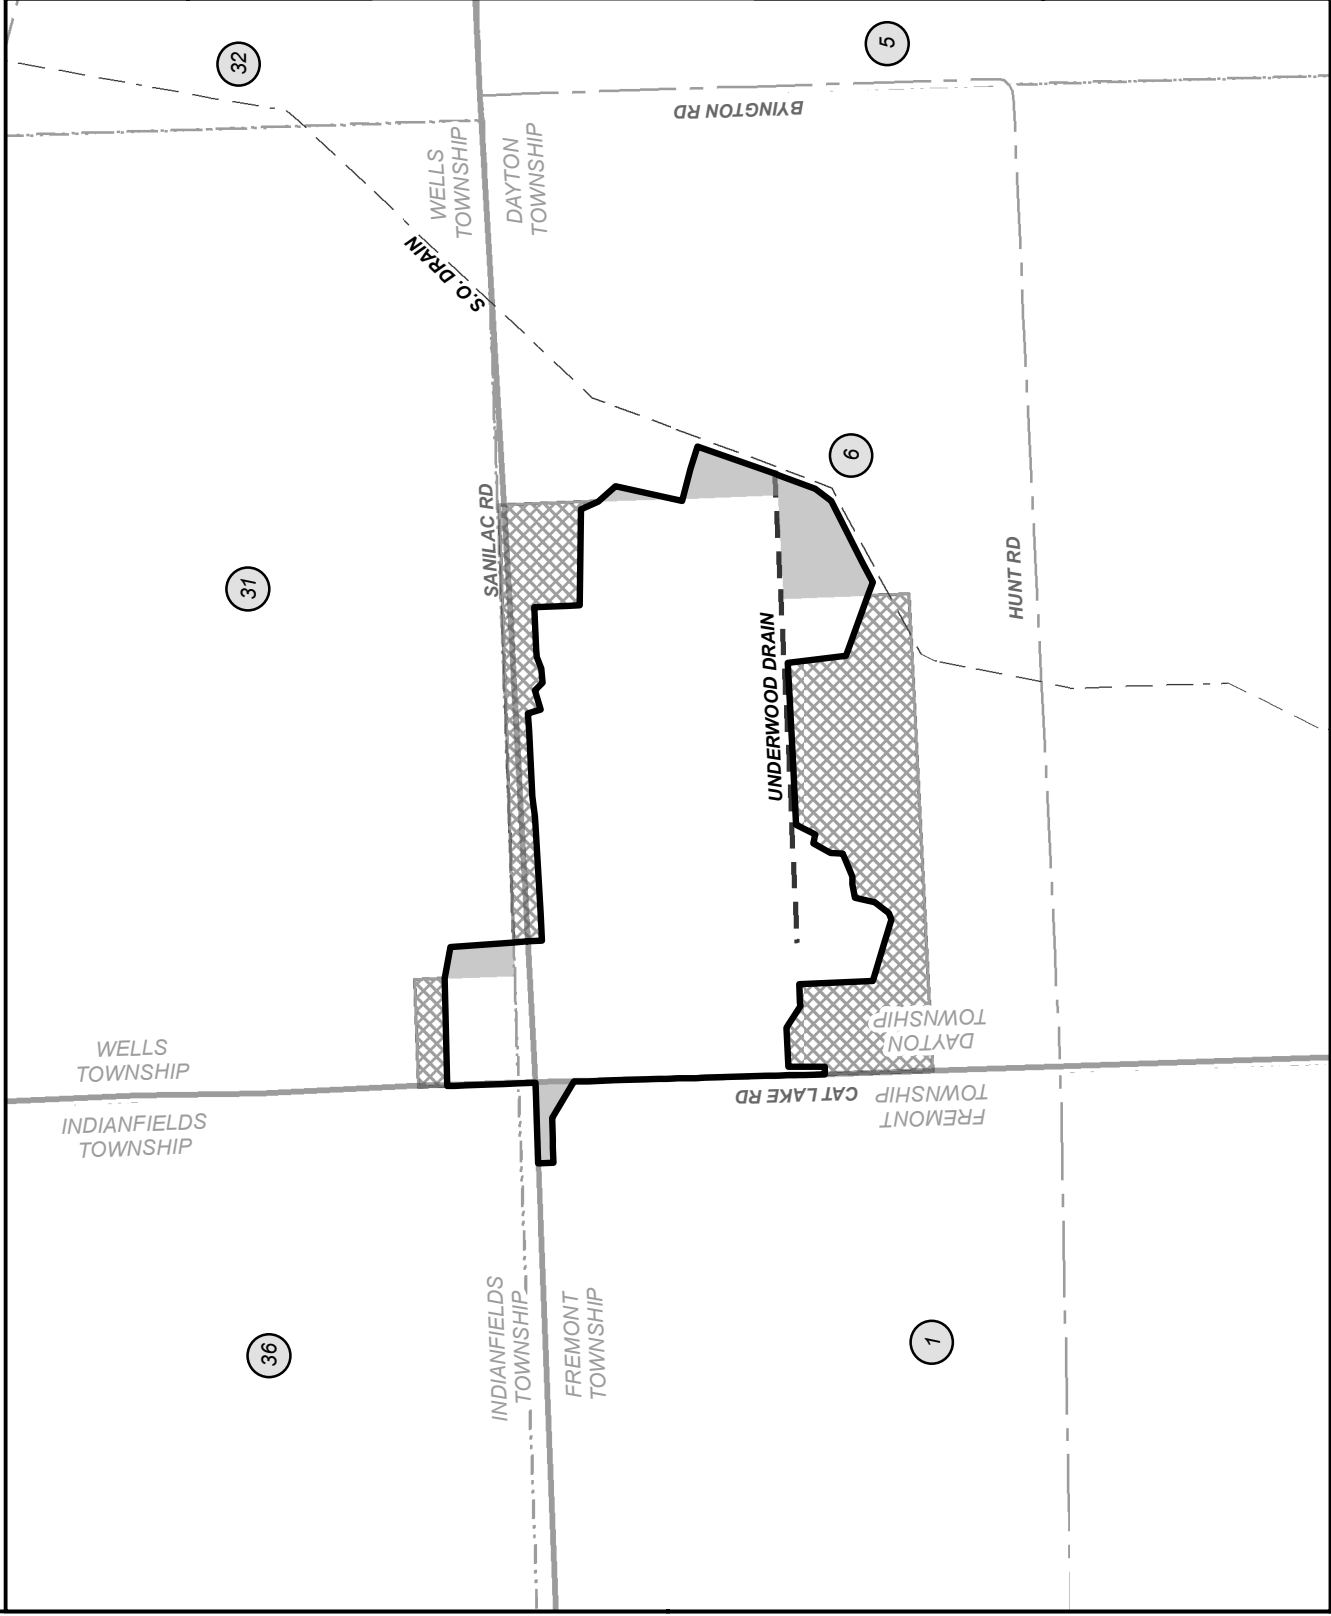 32
5
BYINGTON RD
WELLS
TOWNSHIP
DAYTON
TOWNSHIP
S.O. DRAIN
6
SANILAC RD
31
HUNT RD
UNDERWOOD DRAIN
WELLS
TOWNSHIP
INDIANFIELDS
TOWNSHIP
DAYTON
TOWNSHIP
CAT LAKE RD
FREMONT
TOWNSHIP
INDIANFIELDS
TOWNSHIP
FREMONT
TOWNSHIP
36
1